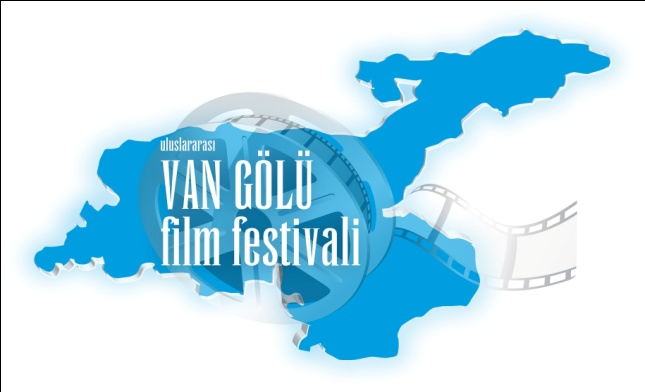 uluslararası
VAN GÖLÜ
film festivali